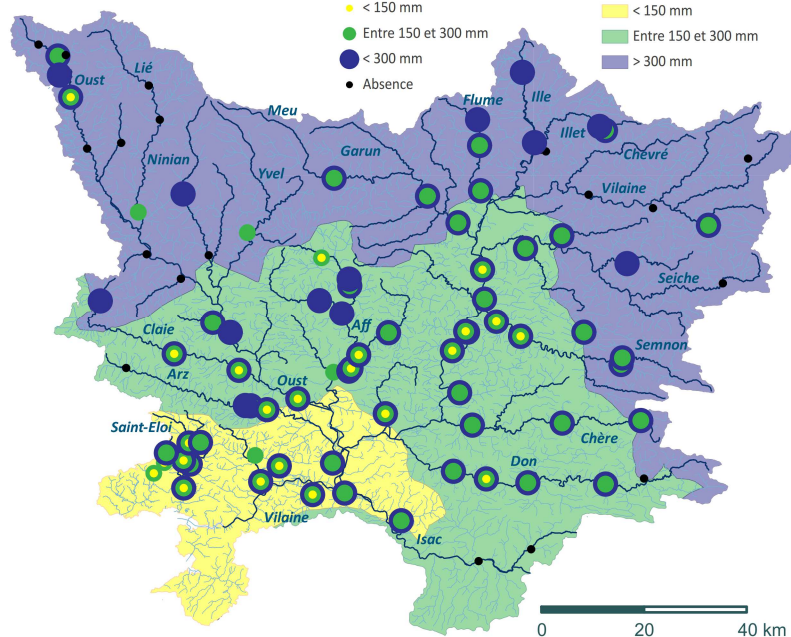 < 150 mm
Entre 150 et 300 mm
< 300 mm
Absence
< 150 mm
Entre 150 et 300 mm
> 300 mm
Oust
Lié
Meu
Flume
Ille
Illet
Chevré
Ninian
Yvel
Garun
Vilaine
Seiche
Claie
Aff
Semnon
Arz
Oust
Saint-Eloi
Chère
Don
Vilaine
Isac
0 20 40 km